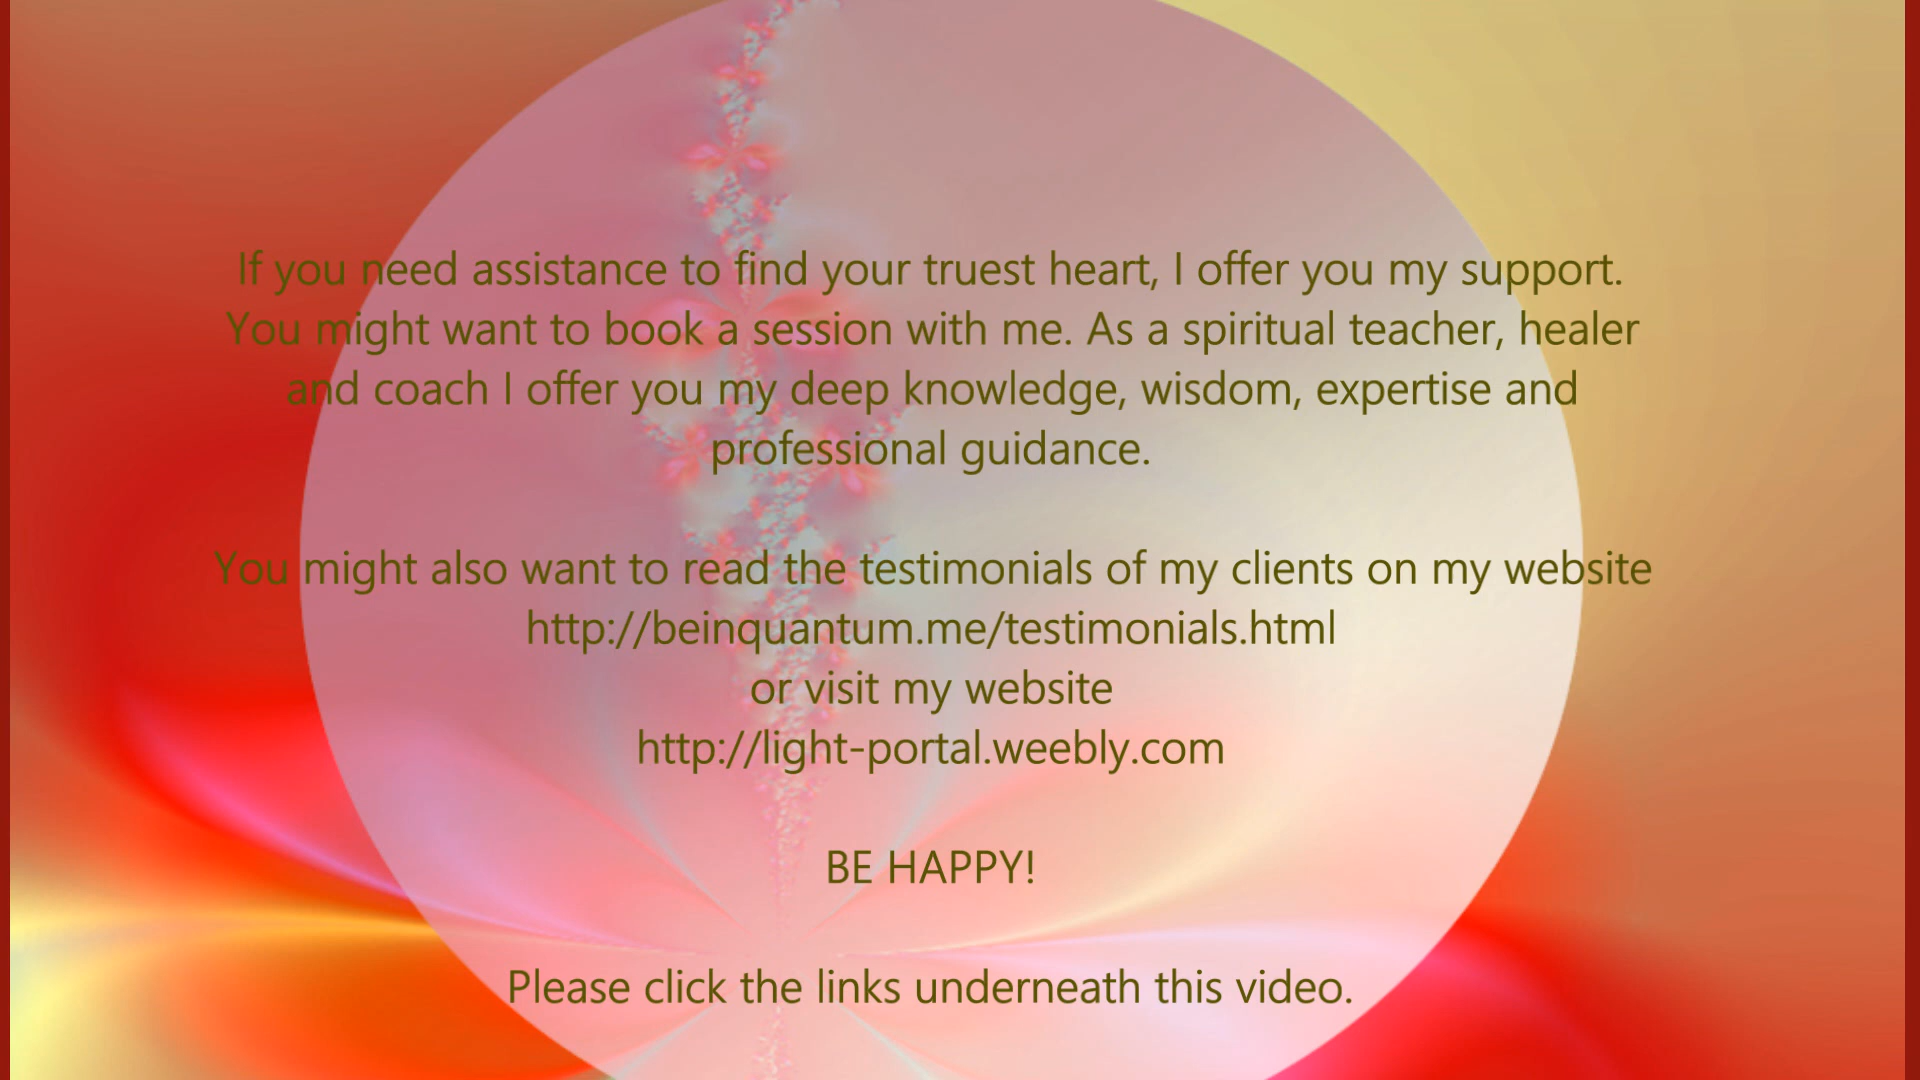 If you need assistance to find your truest heart, I offer you my support.
You might want to book a session with me. As a spiritual teacher, healer
and coach I offer you my deep knowledge, wisdom, expertise and
professional guidance.
You might also want to read the testimonials of my clients on my website
http://beinquantum.me/testimonials.html
or visit my website
http://light-portal.weebly.com
BE HAPPY!
Please click the links underneath this video.